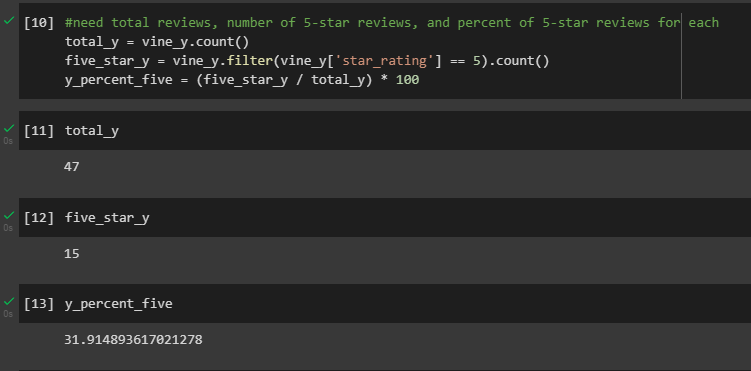 [10] #need total reviews, number of 5-star reviews, and percent of 5-star reviews for each
total_y = vine_y.count()
five_star_y = vine_y.filter(vine_y['star_rating'] == 5).count()
y_percent_five = (five_star_y / total_y) * 100
[11] total_y
0s
47
[12] five_star_y
0s
15
[13] y_percent_five
0s
31.914893617021278